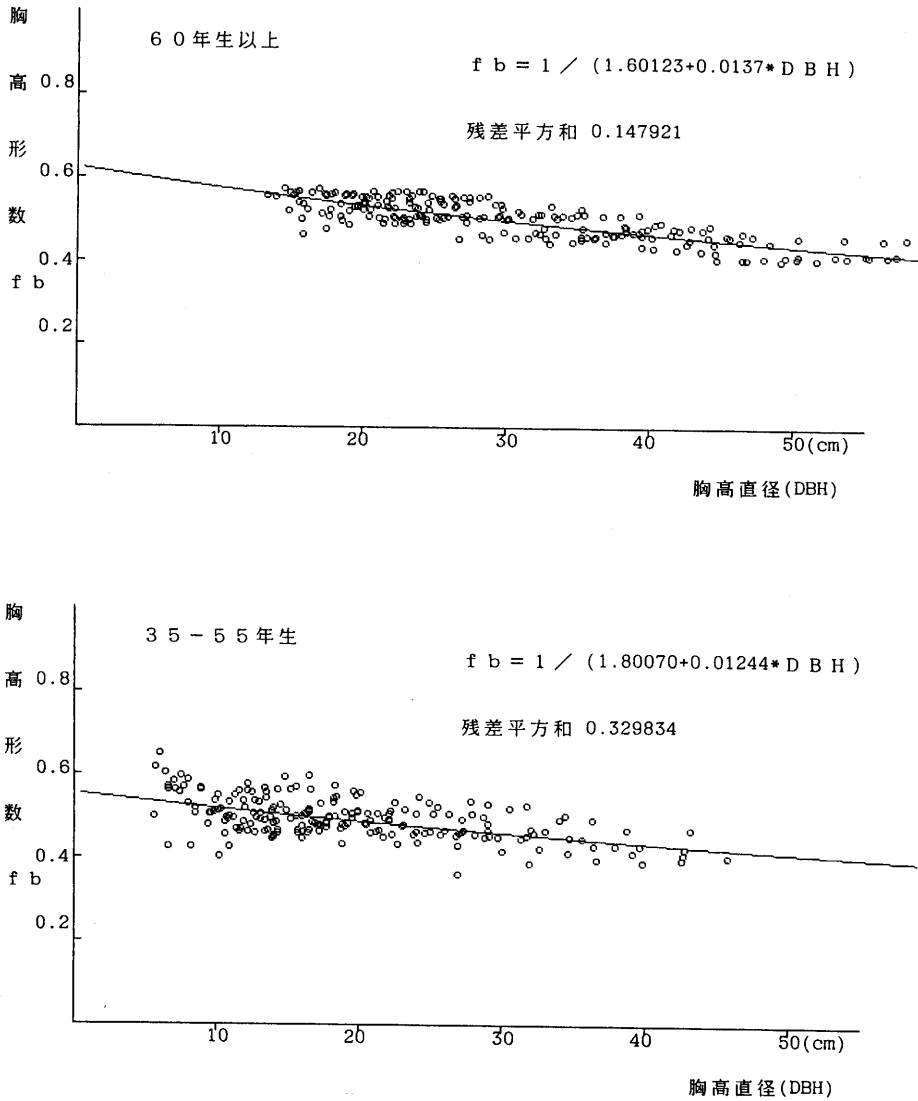 ６０年生以上
ｆｂ＝１／（1.60123+0.0137*ＤＢＨ）
残差平方和 0.147921
胸高形数ｆｂ
0.8
0.6
0.4
0.2
10
20
30
40
50(cm)
胸高直径(DBH)
３５－５５年生
ｆｂ＝１／（1.80070+0.01244*ＤＢＨ）
残差平方和 0.329834
胸高形数ｆｂ
0.8
0.6
0.4
0.2
10
20
30
40
50(cm)
胸高直径(DBH)